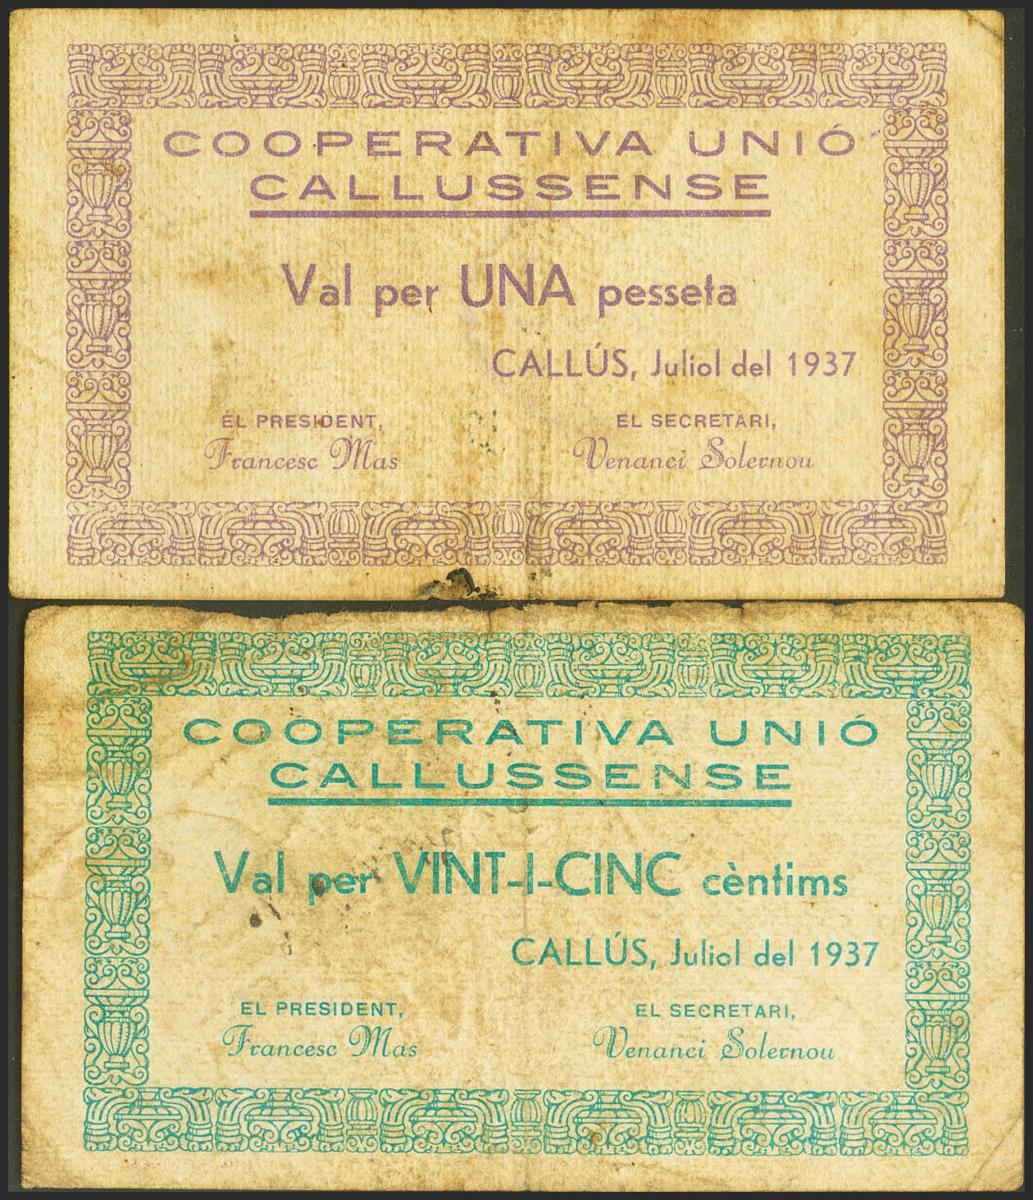 COOPERATIVA UNIÓ
CALLUSSENSE
Val per UNA pesseta
CALLÚS, Juliol del 1937
EL PRESIDENT, EL SECRETARI,
Francesc Mas Venanci Solernou
COOPERATIVA UNIÓ
CALLUSSENSE
Val per VINT-I-CINC cèntims
CALLÚS, Juliol del 1937
EL PRESIDENT, EL SECRETARI,
Francesc Mas Venanci Solernou